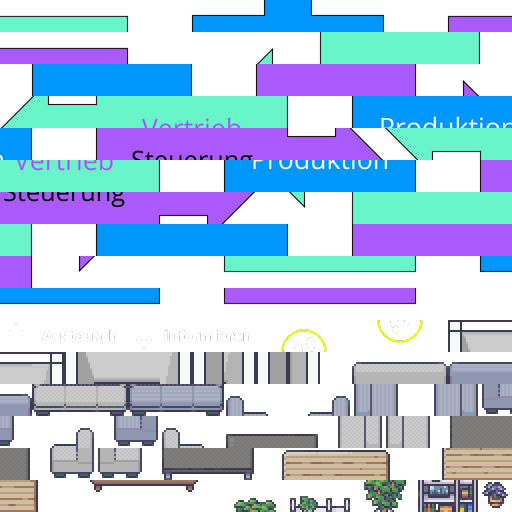 Vertrieb
Produktion
Vertrieb
Steuerung
Produktion
Steuerung
Austausch
Informieren